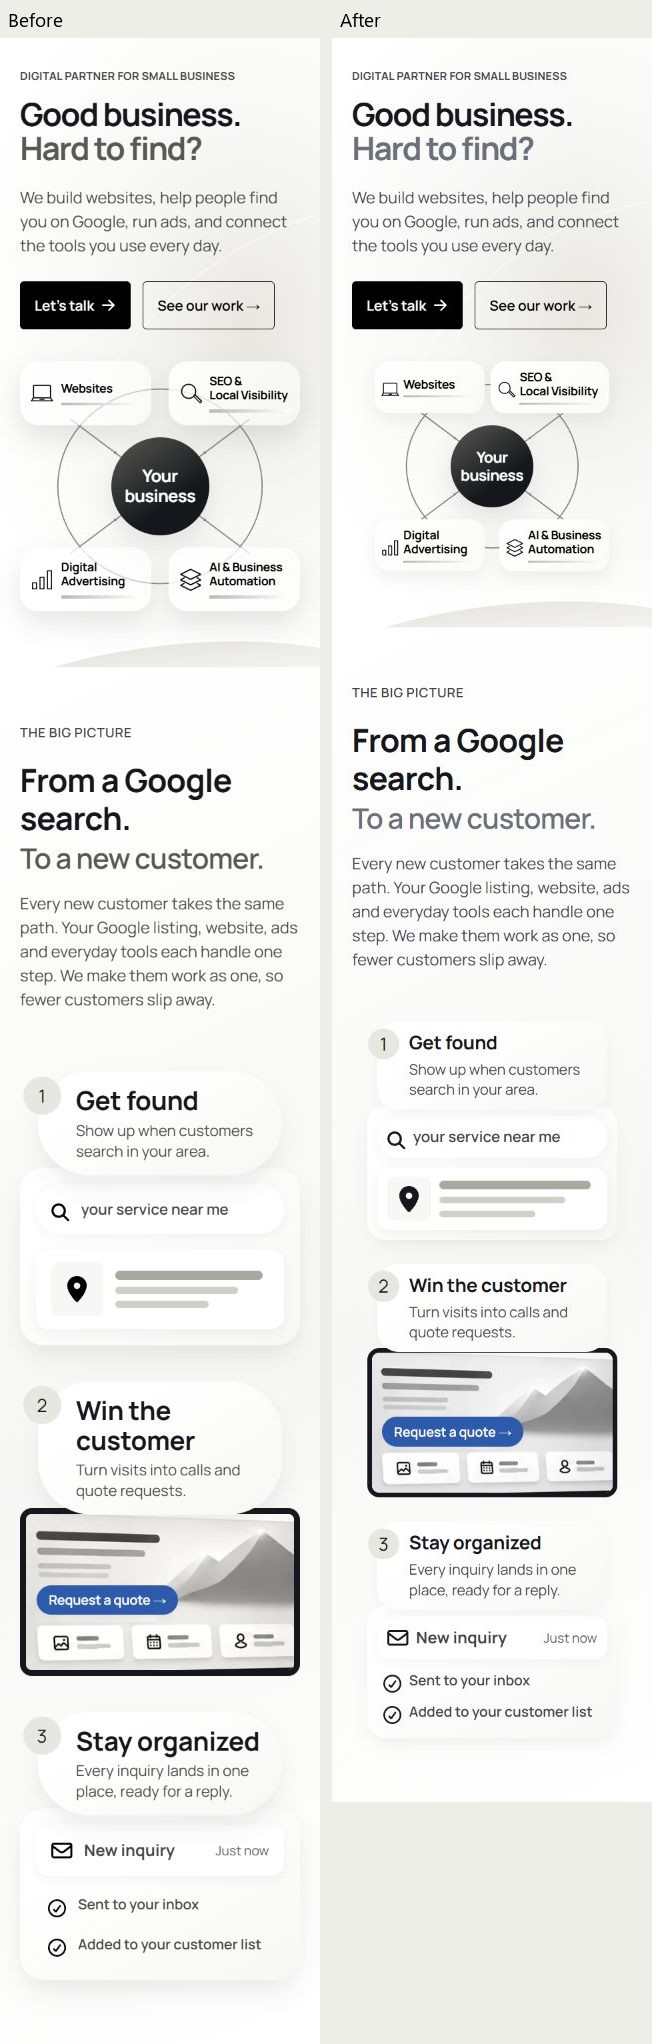 Before
DIGITAL PARTNER FOR SMALL BUSINESS
Good business.
Hard to find?
We build websites, help people find
you on Google, run ads, and connect
the tools you use every day.
Let's talk →
See our work →
Websites
SEO &
Local Visibility
Your
business
Digital
Advertising
AI & Business
Automation
THE BIG PICTURE
From a Google
search.
To a new customer.
Every new customer takes the same
path. Your Google listing, website, ads
and everyday tools each handle one
step. We make them work as one, so
fewer customers slip away.
1
Get found
Show up when customers
search in your area.
your service near me
2
Win the
customer
Turn visits into calls and
quote requests.
Request a quote →
3
Stay organized
Every inquiry lands in one
place, ready for a reply.
New inquiry
Just now
Sent to your inbox
Added to your customer list
After
DIGITAL PARTNER FOR SMALL BUSINESS
Good business.
Hard to find?
We build websites, help people find
you on Google, run ads, and connect
the tools you use every day.
Let's talk →
See our work →
Websites
SEO &
Local Visibility
Your
business
Digital
Advertising
AI & Business
Automation
THE BIG PICTURE
From a Google
search.
To a new customer.
Every new customer takes the same
path. Your Google listing, website, ads
and everyday tools each handle one
step. We make them work as one, so
fewer customers slip away.
1
Get found
Show up when customers
search in your area.
your service near me
2
Win the customer
Turn visits into calls and
quote requests.
Request a quote →
3
Stay organized
Every inquiry lands in one
place, ready for a reply.
New inquiry
Just now
Sent to your inbox
Added to your customer list